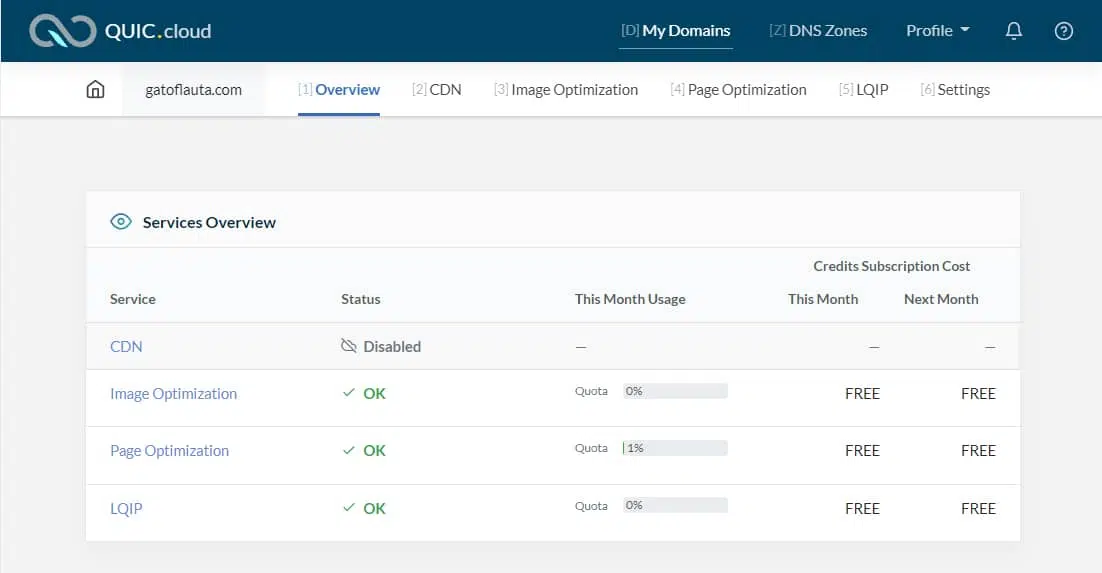 QUIC.cloud [D] My Domains [Z] DNS Zones Profile
gatoflauta.com [1] Overview [2] CDN [3] Image Optimization [4] Page Optimization [5] LQIP [6] Settings
Services Overview
Credits Subscription Cost
Service Status This Month Usage This Month Next Month
CDN Disabled — — —
Image Optimization OK Quota 0% FREE FREE
Page Optimization OK Quota 1% FREE FREE
LQIP OK Quota 0% FREE FREE